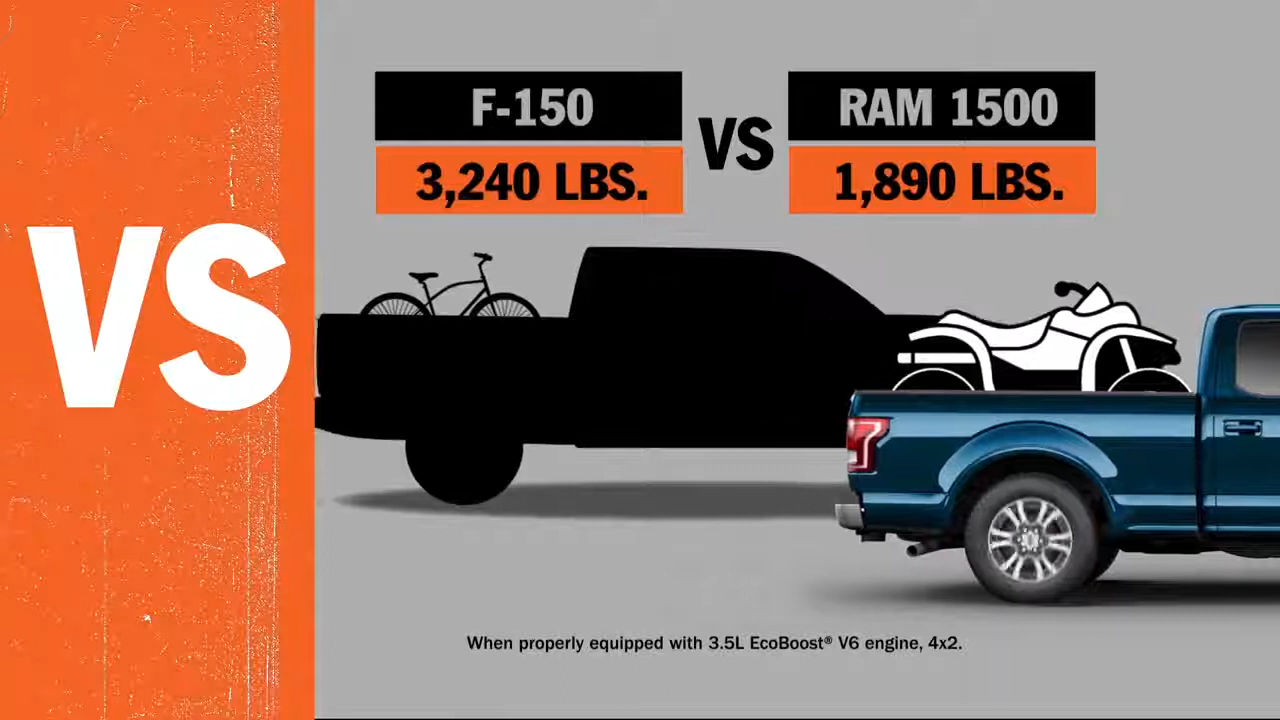 VS
F-150
VS
RAM 1500
3,240 LBS.
1,890 LBS.
When properly equipped with 3.5L EcoBoost® V6 engine, 4x2.